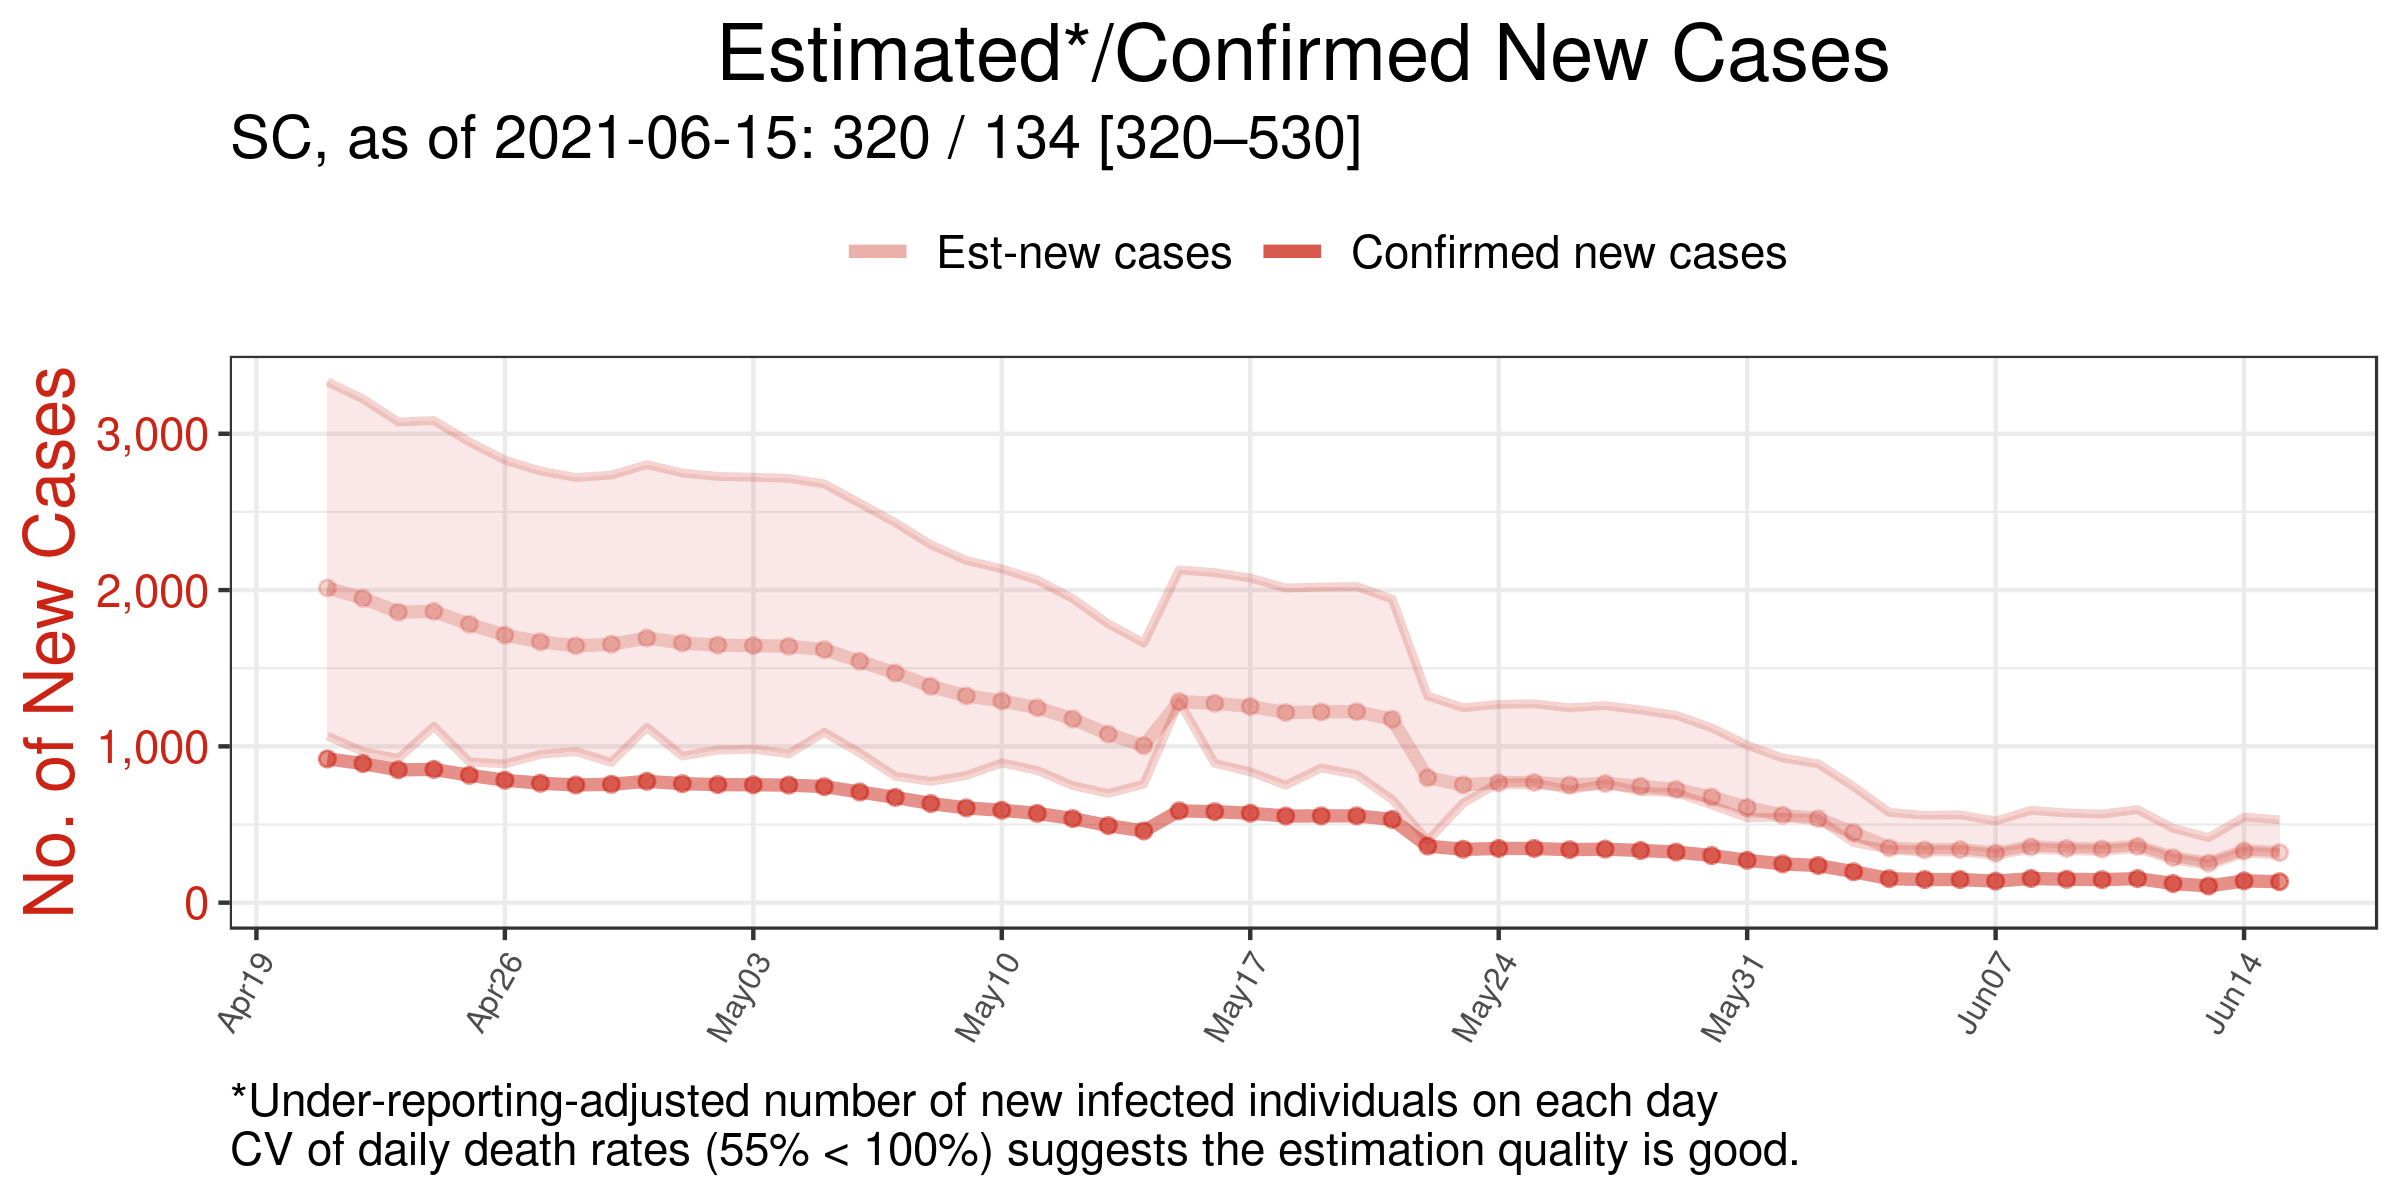 Estimated*/Confirmed New Cases
SC, as of 2021-06-15: 320 / 134 [320–530]
Est-new cases
Confirmed new cases
No. of New Cases
3,000
2,000
1,000
0
Apr19
Apr26
May03
May10
May17
May24
May31
Jun07
Jun14
*Under-reporting-adjusted number of new infected individuals on each day
CV of daily death rates (55% < 100%) suggests the estimation quality is good.